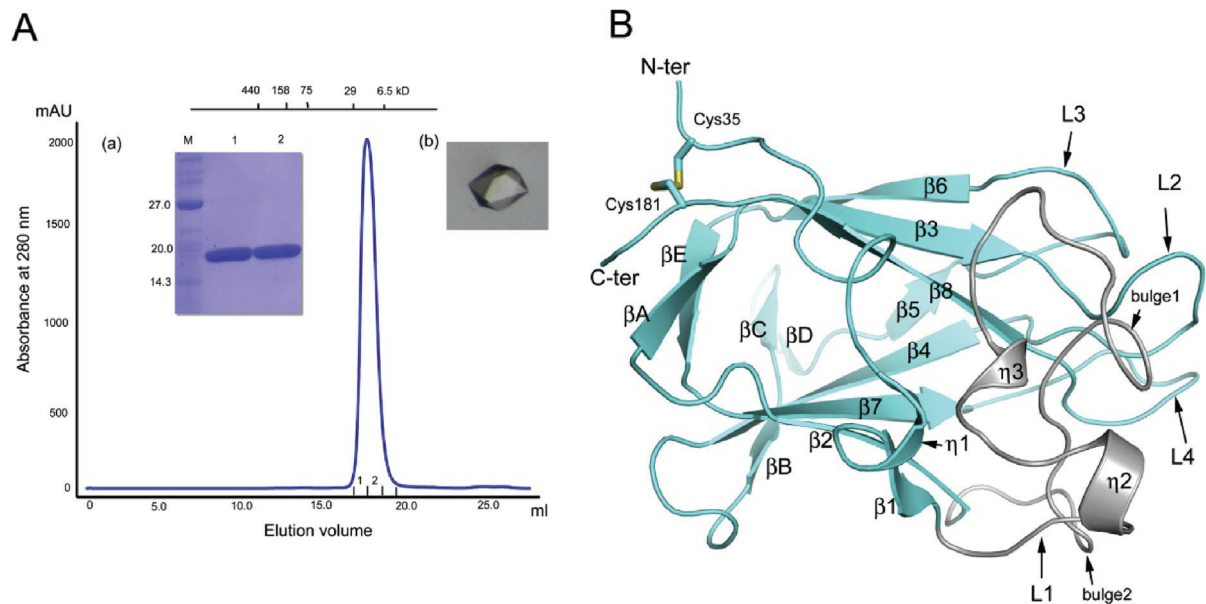 A
mAU
440 158 75 29 6.5 kD
2000
1500
1000
500
0
Absorbance at 280 nm
(a)
M 1 2
27.0
20.0
14.3
(b)
1 2
0.0 5.0 15.0 20.0 25.0 ml
Elution volume
B
N-ter
Cys35
Cys181
C-ter
L3
L2
β6
β3
βE
β8
bulge1
β5
βA
βC
βD
β4
η3
β7
β2
η1
L4
βB
η2
β1
L1
bulge2